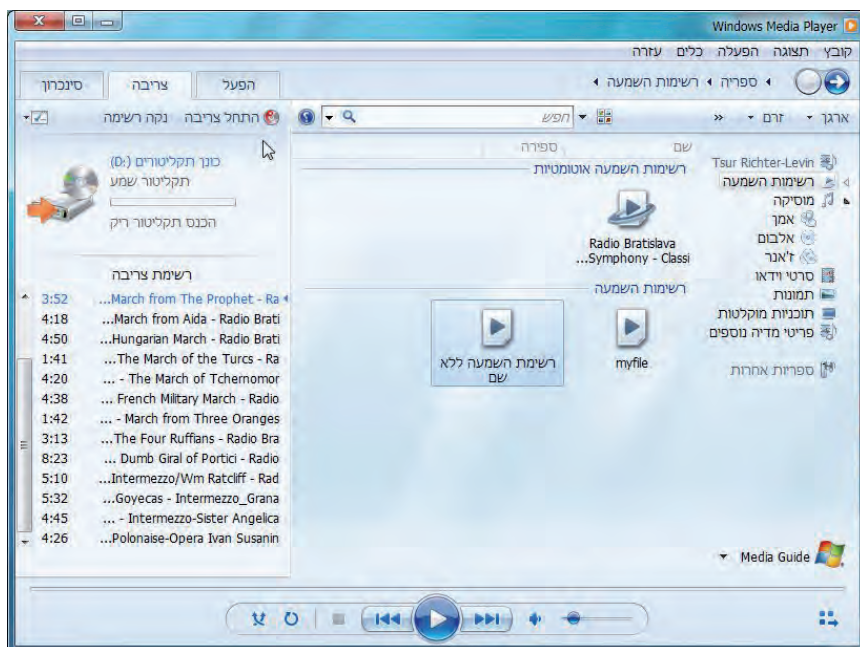 Windows Media Player
קובץ תצוגה הפעלה כלים עזרה
ספריה רשימות השמעה
הפעל
צריבה
סינכרון
ארגן זרם »
חפש
התחל צריבה נקה רשימה
Tsur Richter-Levin
רשימות השמעה
מוסיקה
אמן
אלבום
ז'אנר
סרטי וידאו
תמונות
תוכניות מוקלטות
פריטי מדיה נוספים
ספריות אחרות
שם ספירה
רשימות השמעה אוטומטיות
Radio Bratislava
Symphony - Classi...
רשימות השמעה
myfile
רשימת השמעה ללא
שם
כונן תקליטורים (D:)
תקליטור שמע
הכנס תקליטור ריק
רשימת צריבה
March from The Prophet - Ra... 3:52
March from Aida - Radio Brati... 4:18
Hungarian March - Radio Brati... 4:50
The March of the Turcs - Ra... 1:41
The March of Tchernomor - ... 4:20
French Military March - Radio ... 4:38
March from Three Oranges - ... 1:42
The Four Ruffians - Radio Bra... 3:13
Dumb Giral of Portici - Radio ... 8:23
Intermezzo/Wm Ratcliff - Rad... 5:10
Goyecas - Intermezzo_Grana... 5:32
Intermezzo-Sister Angelica - ... 4:45
Polonaise-Opera Ivan Susanin... 4:26
Media Guide